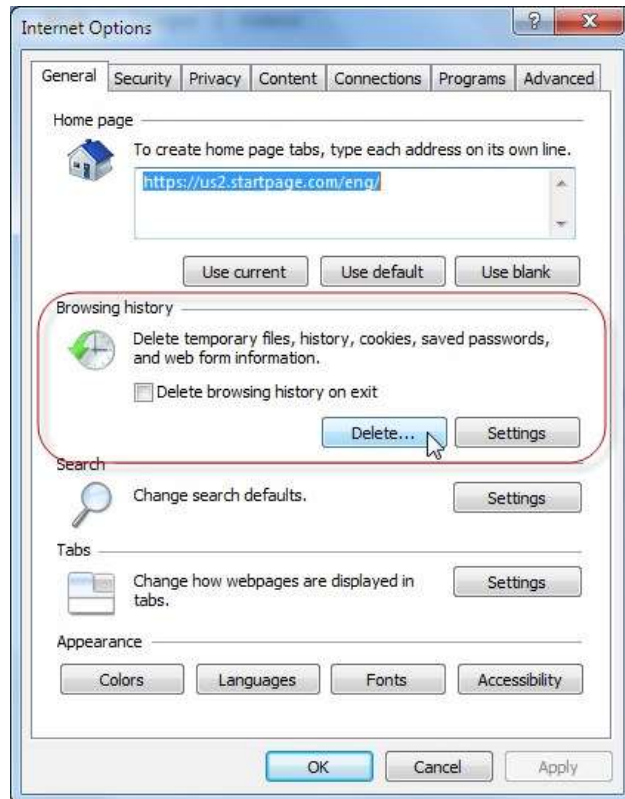 Internet Options
General Security Privacy Content Connections Programs Advanced
Home page
To create home page tabs, type each address on its own line.
https://us2.startpage.com/eng/
Use current Use default Use blank
Browsing history
Delete temporary files, history, cookies, saved passwords,
and web form information.
Delete browsing history on exit
Delete... Settings
Search
Change search defaults. Settings
Tabs
Change how webpages are displayed in
tabs.
Settings
Appearance
Colors Languages Fonts Accessibility
OK Cancel Apply